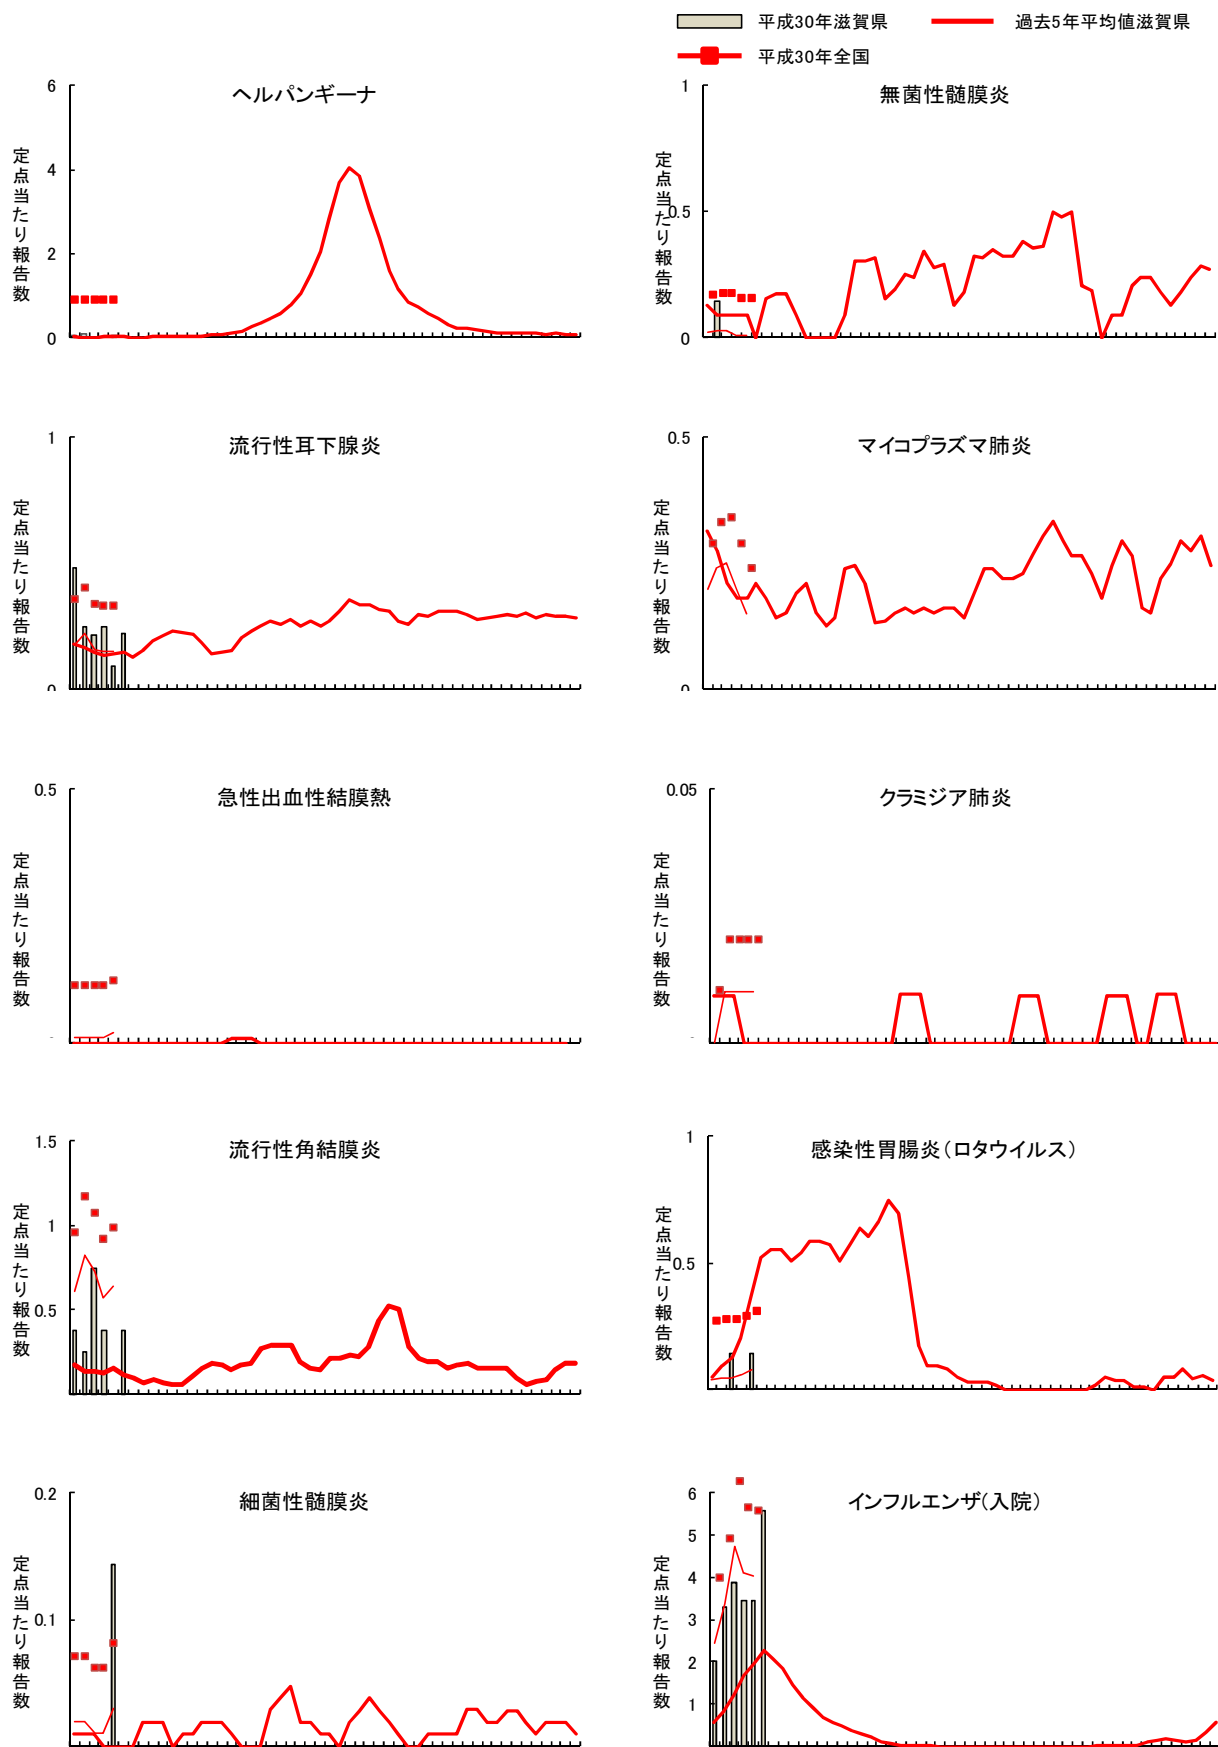 平成30年滋賀県
過去5年平均値滋賀県
平成30年全国
ヘルパンギーナ
定点当たり報告数
6
4
2
0
無菌性髄膜炎
定点当たり報告数
1
0.5
0
流行性耳下腺炎
定点当たり報告数
1
0
マイコプラズマ肺炎
定点当たり報告数
0.5
0
急性出血性結膜熱
定点当たり報告数
0.5
クラミジア肺炎
定点当たり報告数
0.05
流行性角結膜炎
定点当たり報告数
1.5
1
0.5
感染性胃腸炎(ロタウイルス)
定点当たり報告数
1
0.5
細菌性髄膜炎
定点当たり報告数
0.2
0.1
インフルエンザ(入院)
定点当たり報告数
6
5
4
3
2
1